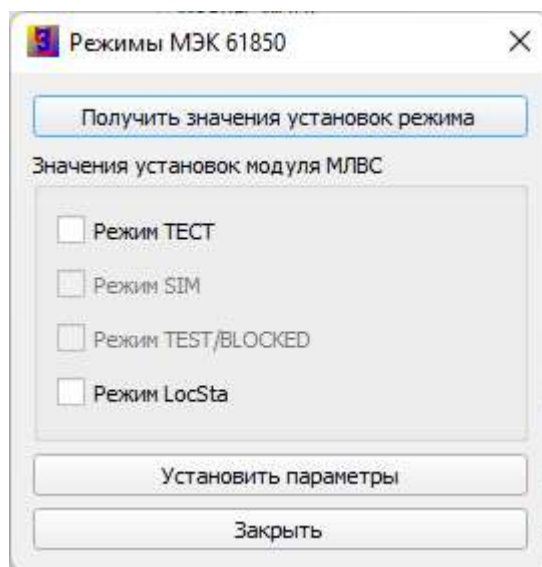 Режимы МЭК 61850
Получить значения установок режима
Значения установок модуля МЛВС
Режим ТЕСТ
Режим SIM
Режим TEST/BLOCKED
Режим LocSta
Установить параметры
Закрыть